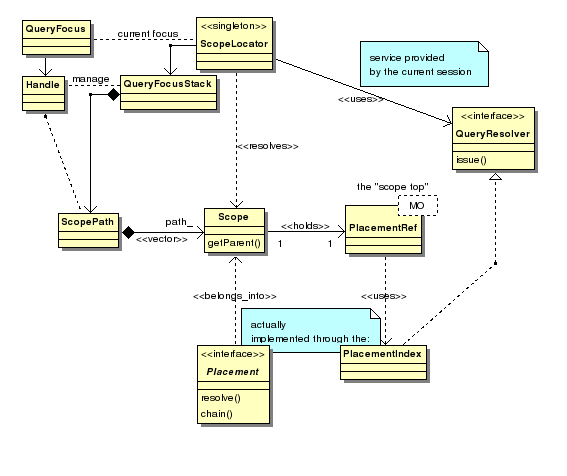 <<singleton>>
QueryFocus
current focus
ScopeLocator
service provided
by the current session
Handle
manage
QueryFocusStack
<<uses>>
<<interface>>
QueryResolver
issue()
<<resolves>>
the "scope top"
MO
ScopePath
path_
<<vector>>
Scope
getParent()
<<holds>>
1
1
PlacementRef
<<belongs_into>>
<<uses>>
actually
implemented through the:
<<interface>>
Placement
resolve()
chain()
PlacementIndex